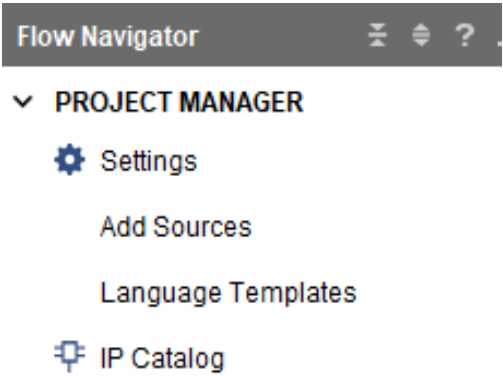 Flow Navigator ?
PROJECT MANAGER
Settings
Add Sources
Language Templates
IP Catalog